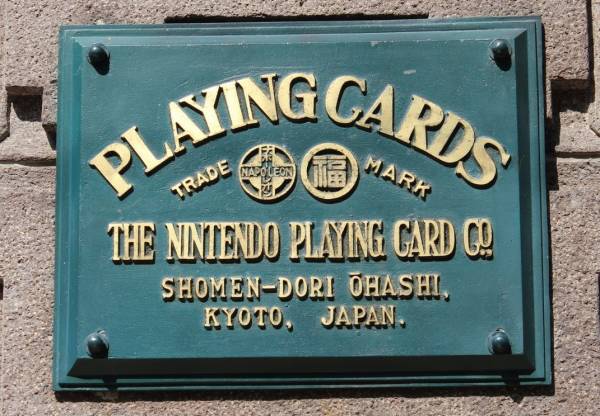 PLAYING CARDS
TRADE NAPOLEON 福 MARK
THE NINTENDO PLAYING CARD CO.
SHOMEN-DORI ŌHASHI,
KYOTO, JAPAN.